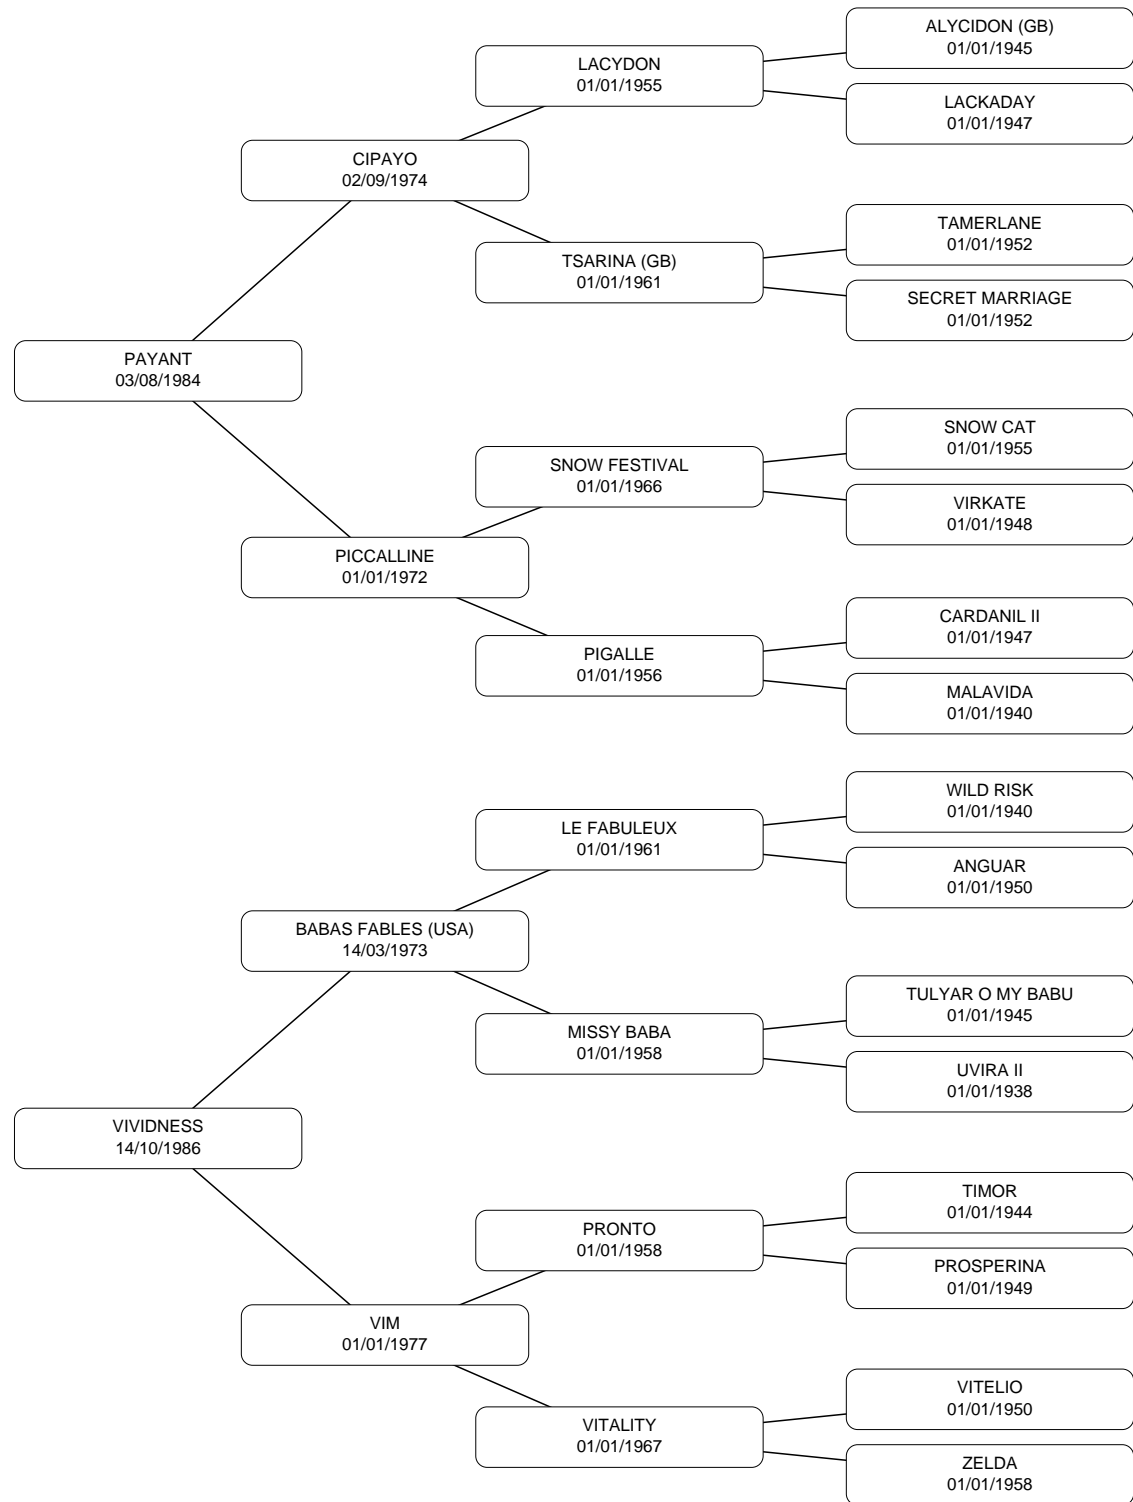 ALYCIDON (GB)
01/01/1945
LACYDON
01/01/1955
LACKADAY
01/01/1947
CIPAYO
02/09/1974
TAMERLANE
01/01/1952
TSARINA (GB)
01/01/1961
SECRET MARRIAGE
01/01/1952
PAYANT
03/08/1984
SNOW CAT
01/01/1955
SNOW FESTIVAL
01/01/1966
VIRKATE
01/01/1948
PICCALLINE
01/01/1972
CARDANIL II
01/01/1947
PIGALLE
01/01/1956
MALAVIDA
01/01/1940
WILD RISK
01/01/1940
LE FABULEUX
01/01/1961
ANGUAR
01/01/1950
BABAS FABLES (USA)
14/03/1973
TULYAR O MY BABU
01/01/1945
MISSY BABA
01/01/1958
UVIRA II
01/01/1938
VIVIDNESS
14/10/1986
TIMOR
01/01/1944
PRONTO
01/01/1958
PROSPERINA
01/01/1949
VIM
01/01/1977
VITELIO
01/01/1950
VITALITY
01/01/1967
ZELDA
01/01/1958